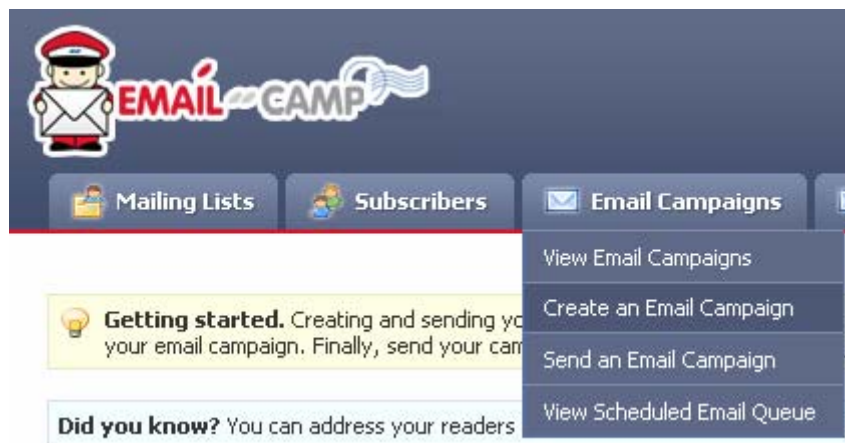 EMAIL CAMP
Mailing Lists
Subscribers
Email Campaigns
View Email Campaigns
Create an Email Campaign
Send an Email Campaign
View Scheduled Email Queue
Getting started. Creating and sending
your email campaign. Finally, send your
Did you know? You can address your readers